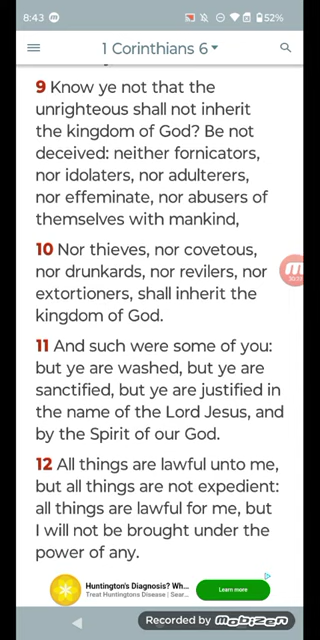 8:43
52%
1 Corinthians 6
9 Know ye not that the
unrighteous shall not inherit
the kingdom of God? Be not
deceived: neither fornicators,
nor idolaters, nor adulterers,
nor effeminate, nor abusers of
themselves with mankind,
10 Nor thieves, nor covetous,
nor drunkards, nor revilers, nor
extortioners, shall inherit the
kingdom of God.
11 And such were some of you:
but ye are washed, but ye are
sanctified, but ye are justified in
the name of the Lord Jesus, and
by the Spirit of our God.
12 All things are lawful unto me,
but all things are not expedient:
all things are lawful for me, but
I will not be brought under the
power of any.
Huntington's Diagnosis? Wh...
Treat Huntingtons Disease | Sear...
Learn more
Recorded by Mobizen